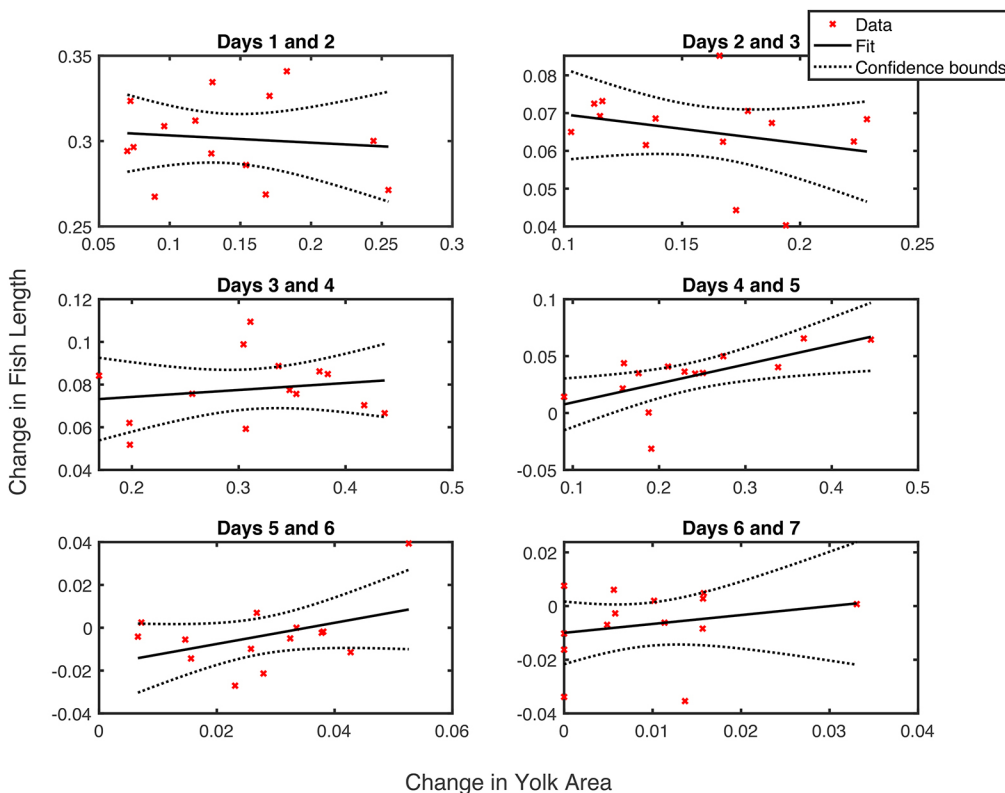 Data
Fit
Confidence bounds
Days 1 and 2
0.35
0.3
0.25
0.05 0.1 0.15 0.2 0.25 0.3
Days 2 and 3
0.08
0.07
0.06
0.05
0.04
0.1 0.15 0.2 0.25
Change in Fish Length
Days 3 and 4
0.12
0.1
0.08
0.06
0.04
0.2 0.3 0.4 0.5
Days 4 and 5
0.1
0.05
0
-0.05
0.1 0.2 0.3 0.4 0.5
Days 5 and 6
0.04
0.02
0
-0.02
-0.04
0 0.02 0.04 0.06
Days 6 and 7
0.02
0
-0.02
-0.04
0 0.01 0.02 0.03 0.04
Change in Yolk Area